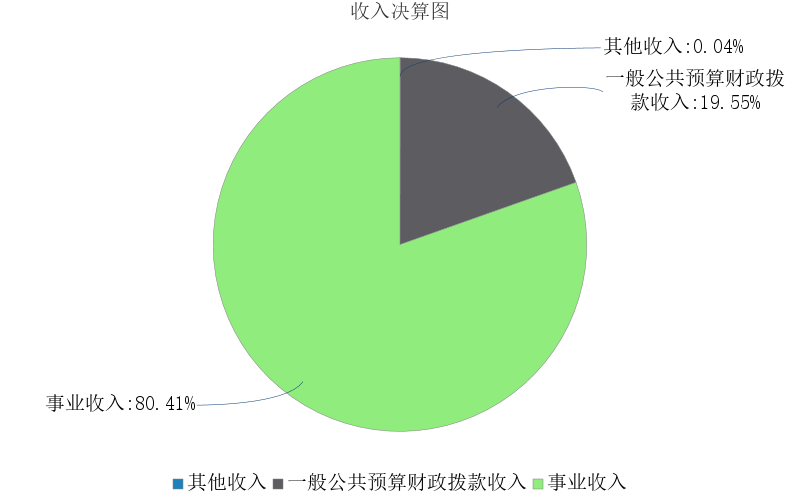 收入决算图
其他收入:0.04%
一般公共预算财政拨
款收入:19.55%
事业收入:80.41%
其他收入 一般公共预算财政拨款收入 事业收入